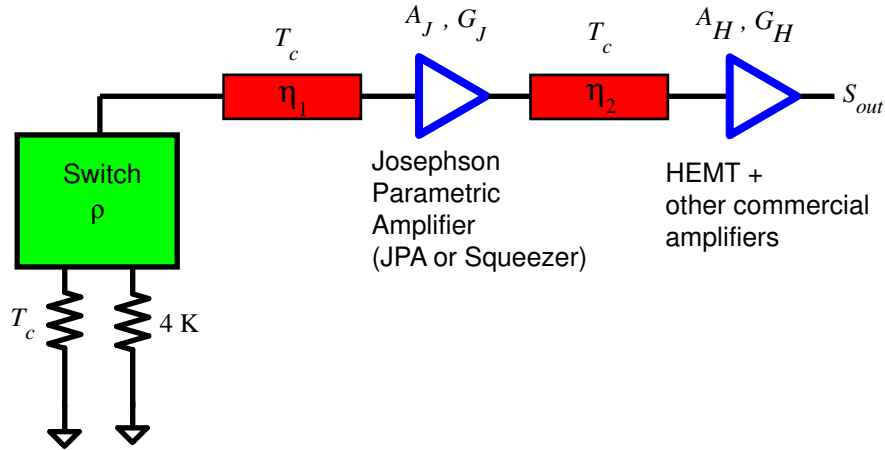 T_c
A_J , G_J
T_c
A_H , G_H
η_1
η_2
S_out
Switch
ρ
Josephson
Parametric
Amplifier
(JPA or Squeezer)
HEMT +
other commercial
amplifiers
T_c
4 K